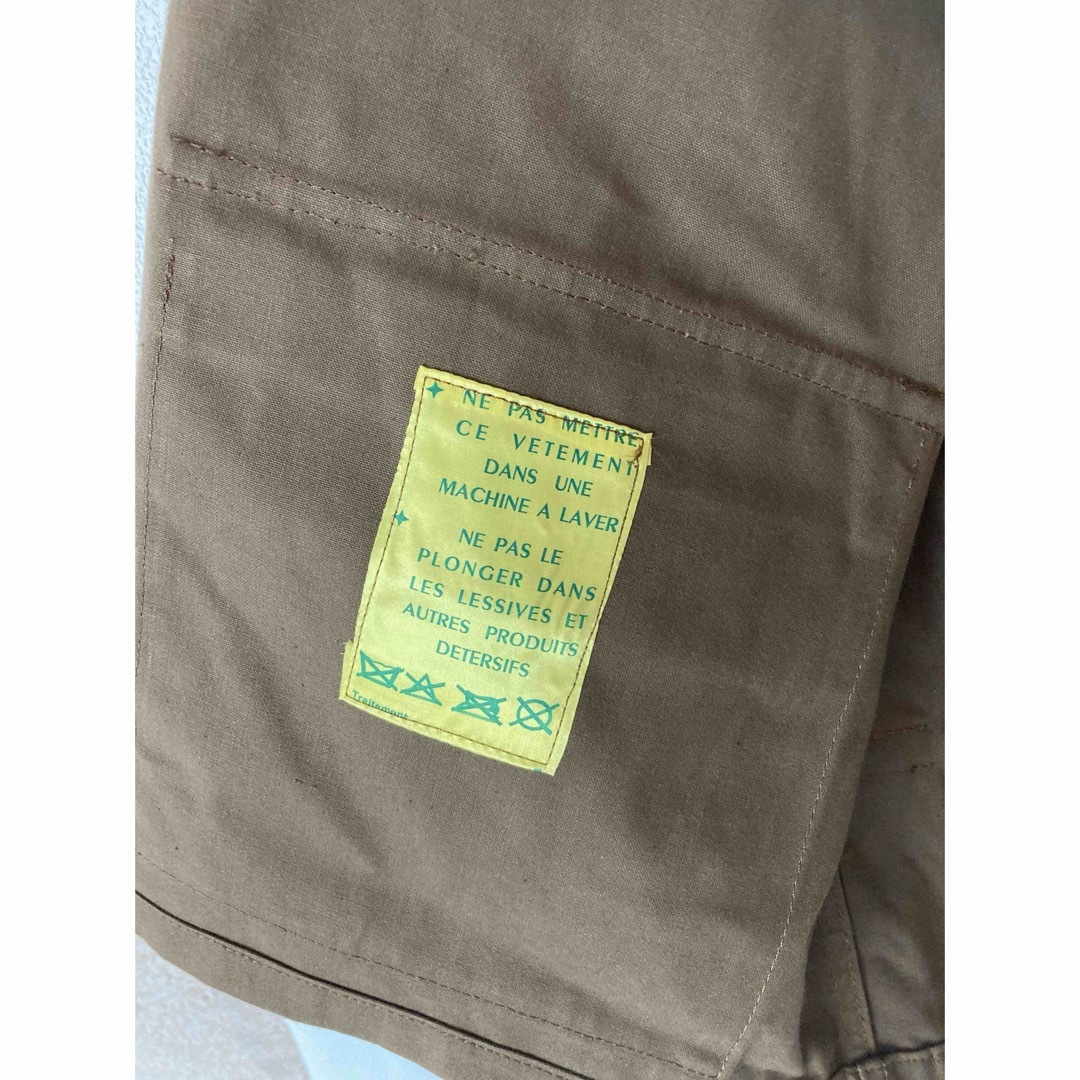 NE PAS METTRE
CE VETEMENT
DANS UNE
MACHINE A LAVER
NE PAS LE
PLONGER DANS
LES LESSIVES ET
AUTRES PRODUITS
DETERSIFS
Traitement